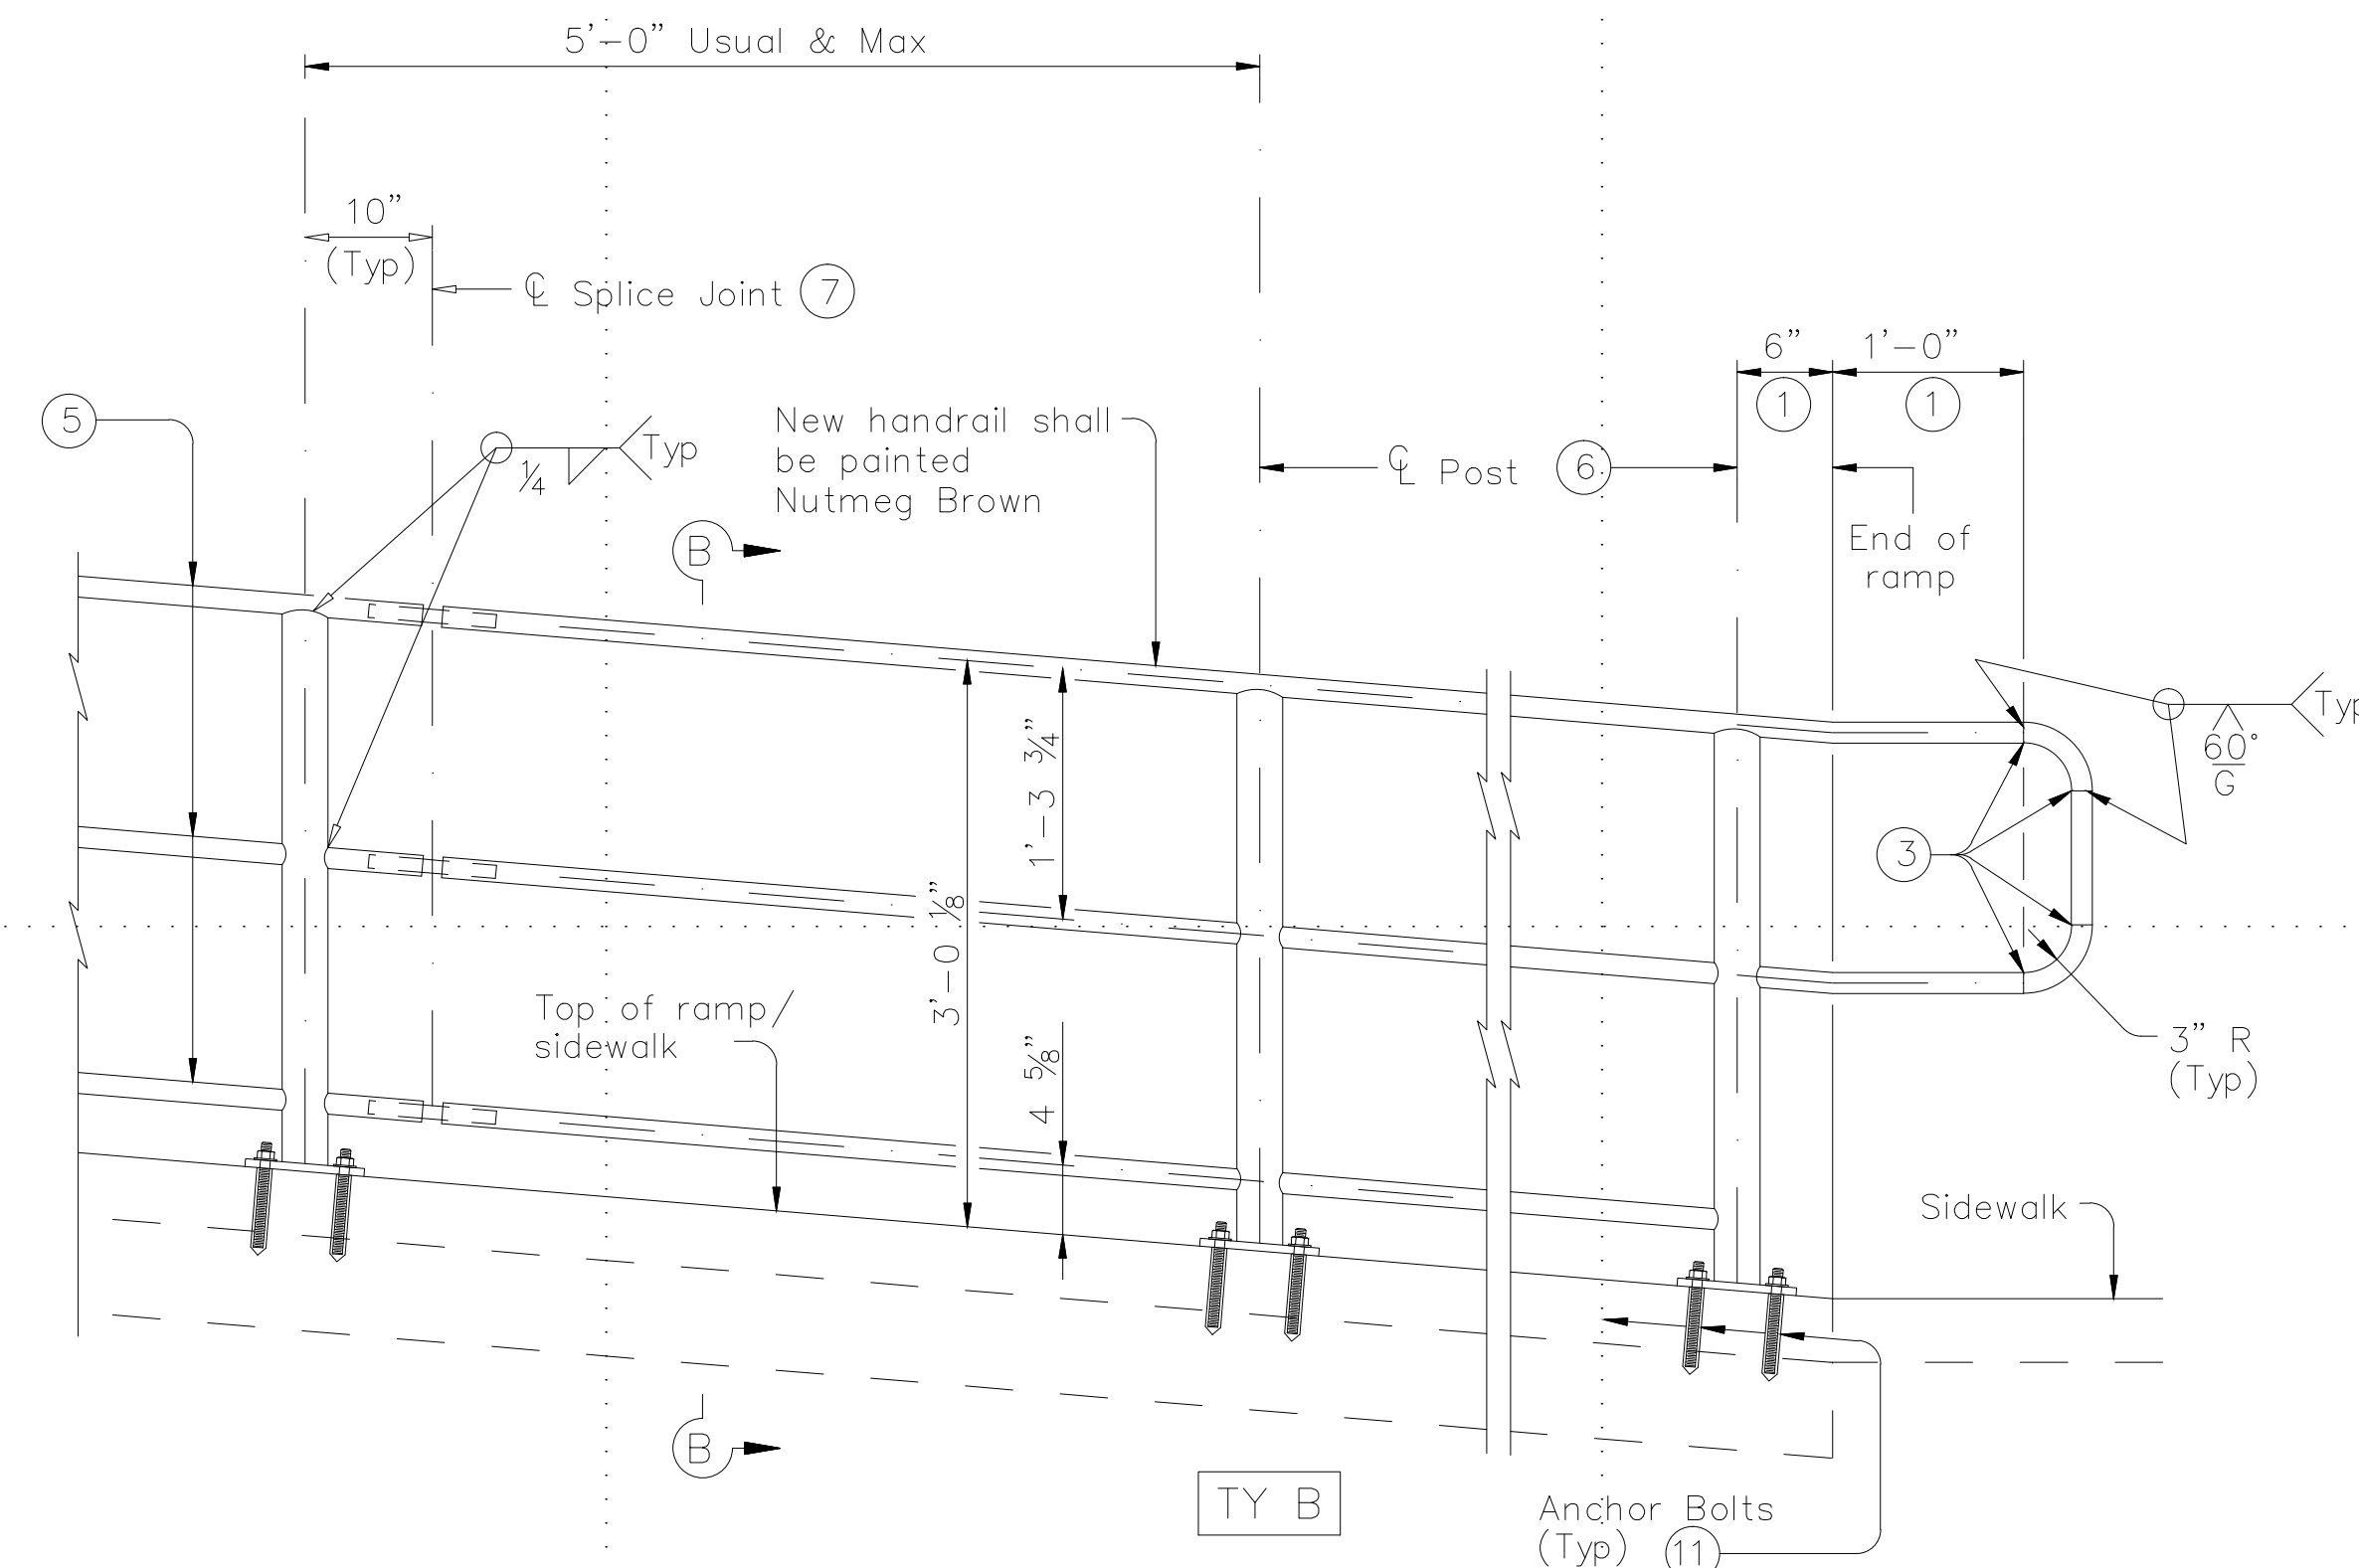 5'-0" Usual & Max
10"
(Typ)
℄ Splice Joint 7
6" 1'-0"
1 1
5
New handrail shall
be painted
Nutmeg Brown
1/4 Typ
℄ Post 6
End of
ramp
B
Typ
60°
G
1'-3 3/4"
3
3'-0 1/8"
Top of ramp/
sidewalk
4 5/8"
3" R
(Typ)
Sidewalk
B
TY B
Anchor Bolts
(Typ) 11